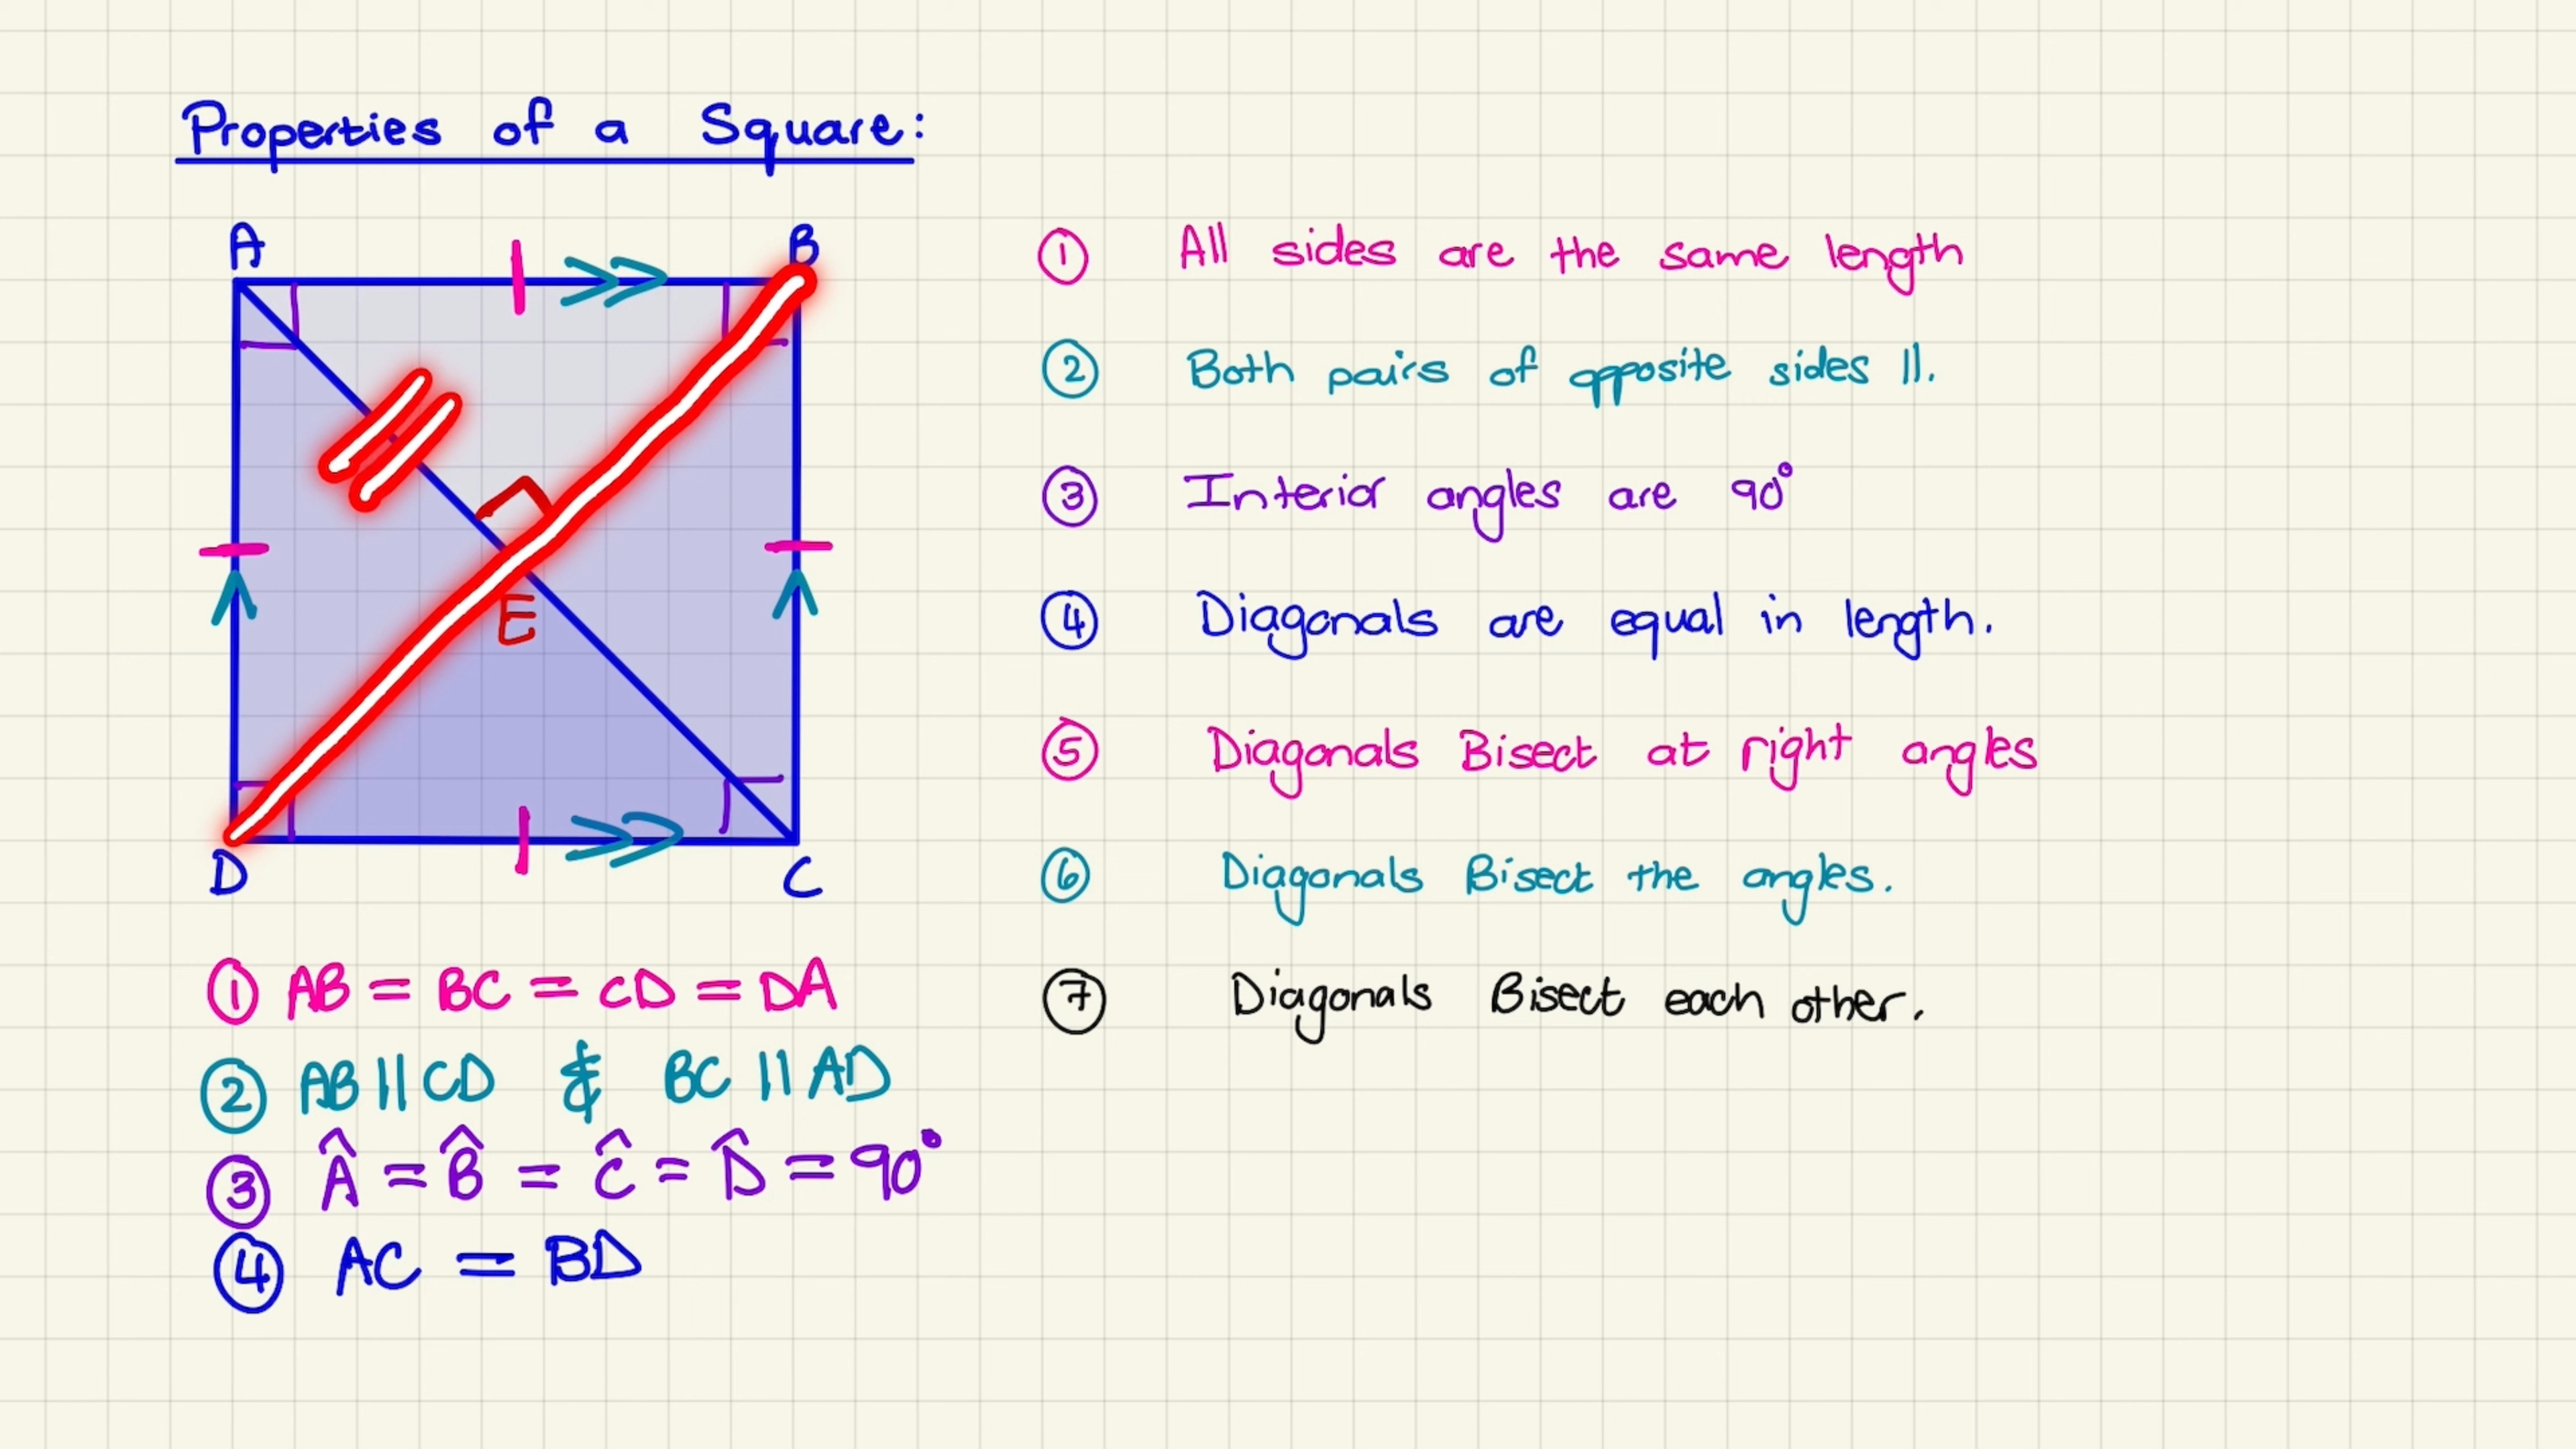 Properties of a Square:
A B
E
D C
① All sides are the same length
② Both pairs of opposite sides ||.
③ Interior angles are 90°
④ Diagonals are equal in length.
⑤ Diagonals Bisect at right angles
⑥ Diagonals Bisect the angles.
⑦ Diagonals Bisect each other.
① AB = BC = CD = DA
② AB || CD & BC || AD
③ Â = B̂ = Ĉ = D̂ = 90°
④ AC = BD